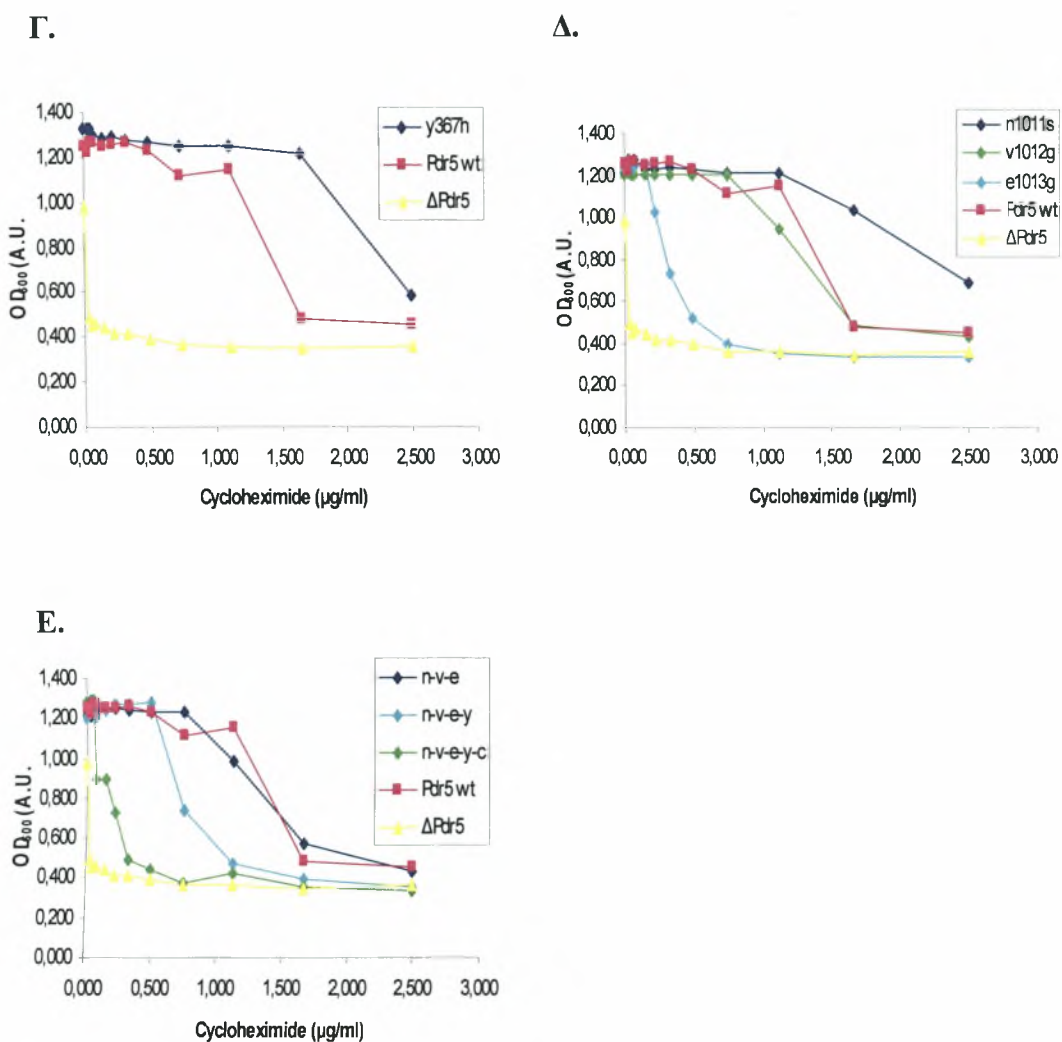 Γ.
1,400
1,200
1,000
0,800
0,600
0,400
0,200
0,000
OD600 (A.U.)
0,000 0,500 1,000 1,500 2,000 2,500 3,000
Cycloheximide (μg/ml)
y367h
Pdr5 wt
ΔPdr5
Δ.
1,400
1,200
1,000
0,800
0,600
0,400
0,200
0,000
OD600 (A.U.)
0,000 0,500 1,000 1,500 2,000 2,500 3,000
Cycloheximide (μg/ml)
n1011s
v1012g
e1013g
Pdr5 wt
ΔPdr5
E.
1,400
1,200
1,000
0,800
0,600
0,400
0,200
0,000
OD600 (A.U.)
0,000 0,500 1,000 1,500 2,000 2,500 3,000
Cycloheximide (μg/ml)
n-v-e
n-v-e-y
n-v-e-y-c
Pdr5 wt
ΔPdr5